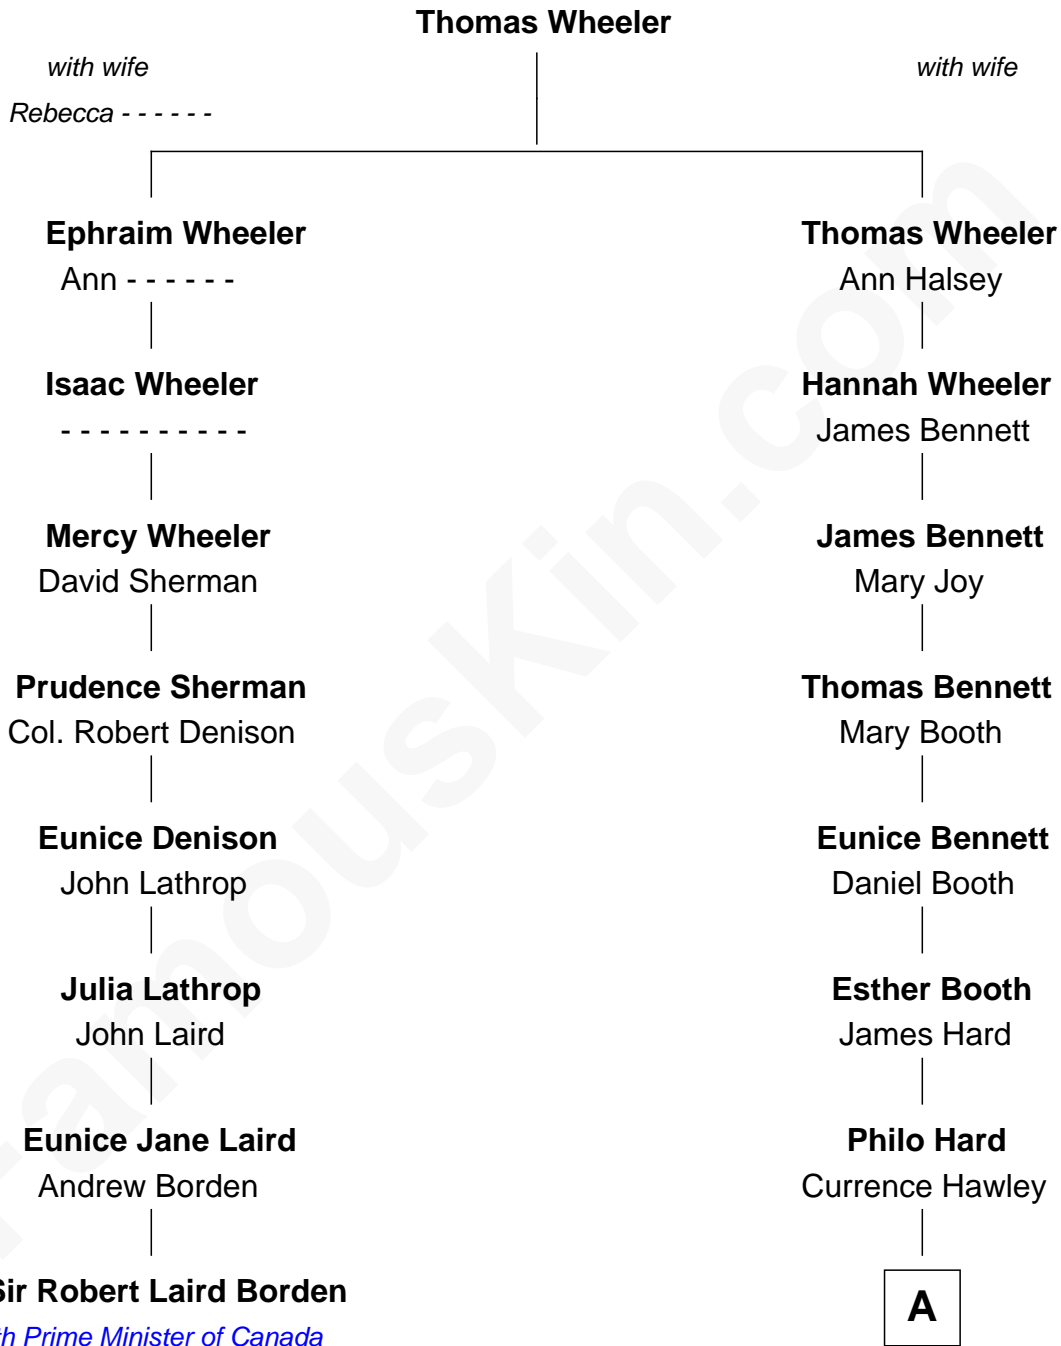 Thomas Wheeler
with wife
with wife
Rebecca - - - - - -
Ephraim Wheeler
Thomas Wheeler
Ann - - - - - -
Ann Halsey
Isaac Wheeler
Hannah Wheeler
- - - - - - - - - -
James Bennett
Mercy Wheeler
James Bennett
David Sherman
Mary Joy
Prudence Sherman
Thomas Bennett
Col. Robert Denison
Mary Booth
Eunice Denison
Eunice Bennett
John Lathrop
Daniel Booth
Julia Lathrop
Esther Booth
John Laird
James Hard
Eunice Jane Laird
Philo Hard
Andrew Borden
Currence Hawley
Sir Robert Laird Borden
A
th Prime Minister of Canada
FamousKin.com